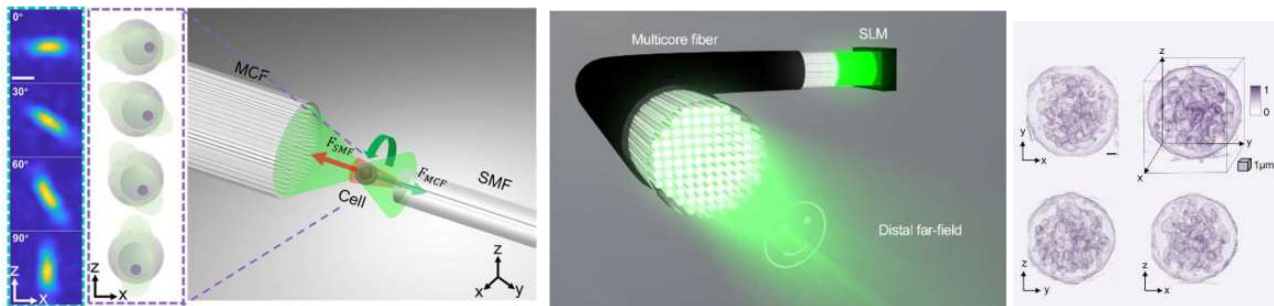 0°
30°
60°
90°
z
x
z
x
MCF
F_SMF
F_MCF
Cell
SMF
z
x
y
Multicore fiber
SLM
Distal far-field
y
x
z
y
x
1
0
1μm
z
y
z
x